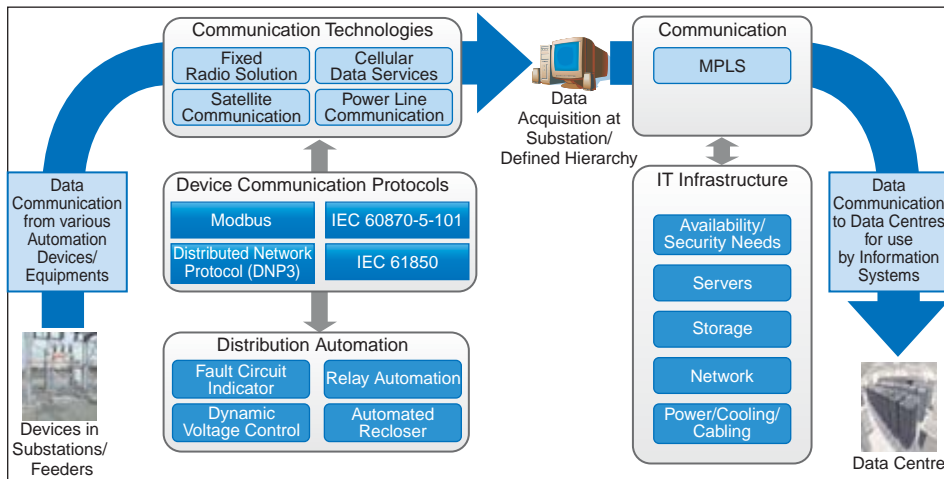 Communication Technologies
Fixed
Radio Solution
Cellular
Data Services
Satellite
Communication
Power Line
Communication
Data
Acquisition at
Substation/
Defined Hierarchy
Communication
MPLS
Data
Communication
from various
Automation
Devices/
Equipments
Device Communication Protocols
Modbus
IEC 60870-5-101
Distributed Network
Protocol (DNP3)
IEC 61850
IT Infrastructure
Availability/
Security Needs
Servers
Storage
Network
Power/Cooling/
Cabling
Data
Communication
to Data Centres
for use
by Information
Systems
Distribution Automation
Fault Circuit
Indicator
Relay Automation
Dynamic
Voltage Control
Automated
Recloser
Devices in
Substations/
Feeders
Data Centre